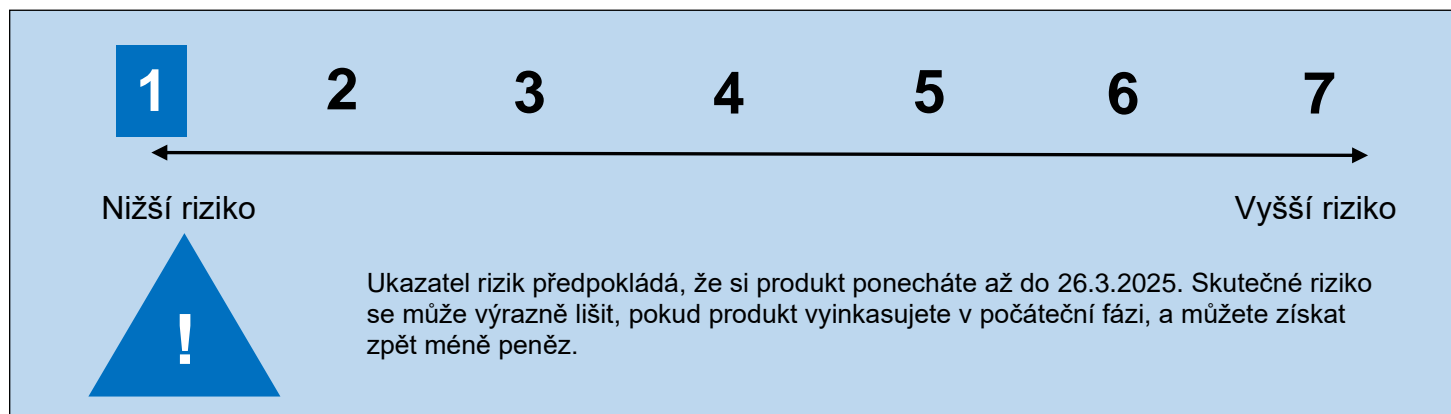 1 2 3 4 5 6 7
Nižší riziko Vyšší riziko
Ukazatel rizik předpokládá, že si produkt ponecháte až do 26.3.2025. Skutečné riziko
se může výrazně lišit, pokud produkt vyinkasujete v počáteční fázi, a můžete získat
zpět méně peněz.
!